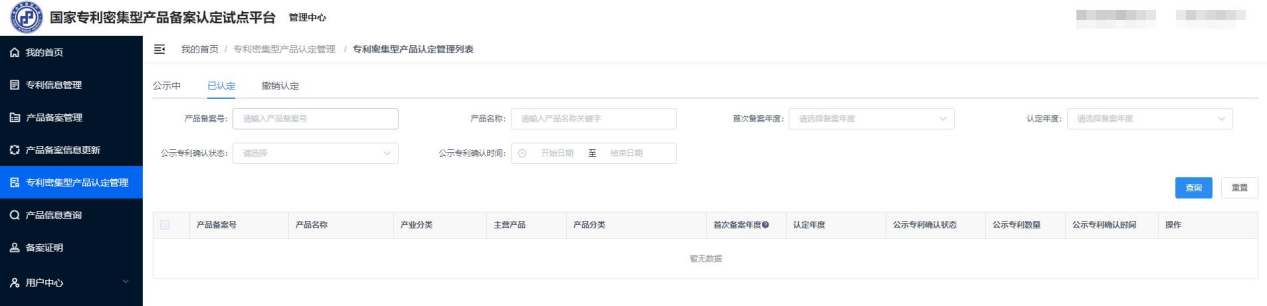 国家专利密集型产品备案认定试点平台 管理中心
我的首页
专利信息管理
产品备案管理
产品备案信息更新
专利密集型产品认定管理
产品信息查询
备案证明
用户中心
我的首页 / 专利密集型产品认定管理 / 专利密集型产品认定管理列表
公示中 已认定 撤销认定
产品备案号: 请输入产品备案号 产品名称: 请输入产品名称关键字 首次备案年度: 请选择备案年度 认定年度: 请选择备案年度
公示专利确认状态: 请选择 公示专利确认时间: 开始日期 至 结束日期
查询 重置
产品备案号 产品名称 产业分类 主营产品 产品分类 首次备案年度 认定年度 公示专利确认状态 公示专利数量 公示专利确认时间 操作
暂无数据